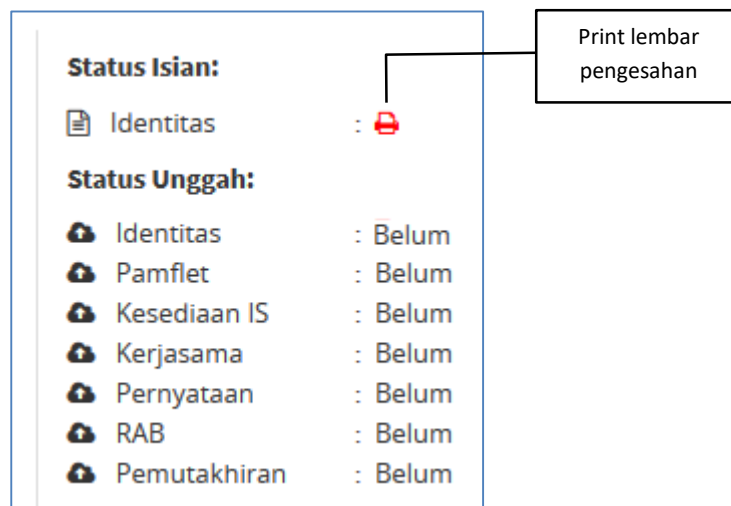 Print lembar
pengesahan
Status Isian:
Identitas :
Status Unggah:
Identitas : Belum
Pamflet : Belum
Kesediaan IS : Belum
Kerjasama : Belum
Pernyataan : Belum
RAB : Belum
Pemutakhiran : Belum